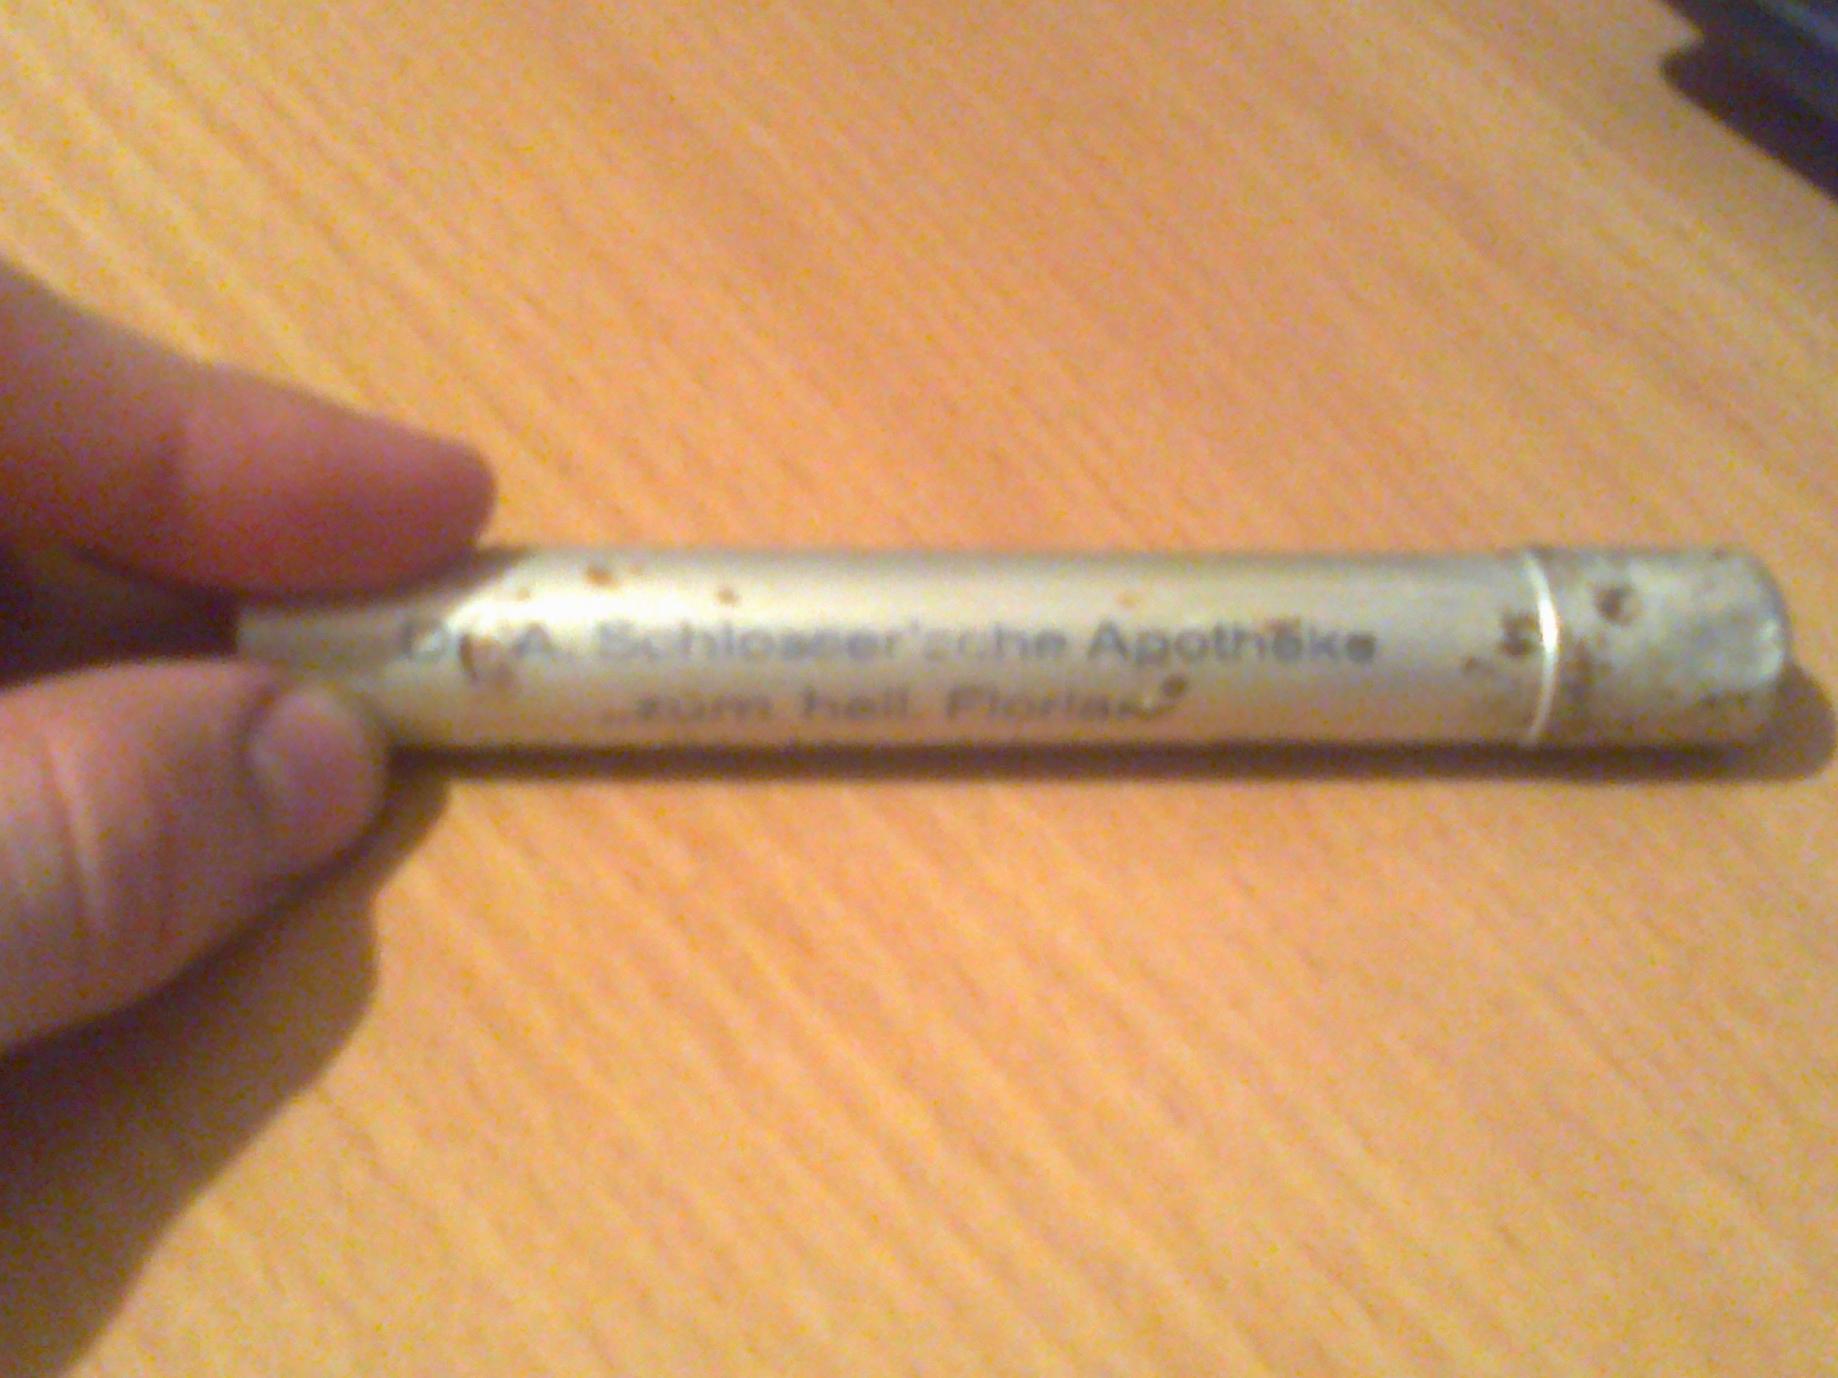 Dr. A. Schlosser'sche Apotheke
„zum heil. Florian"